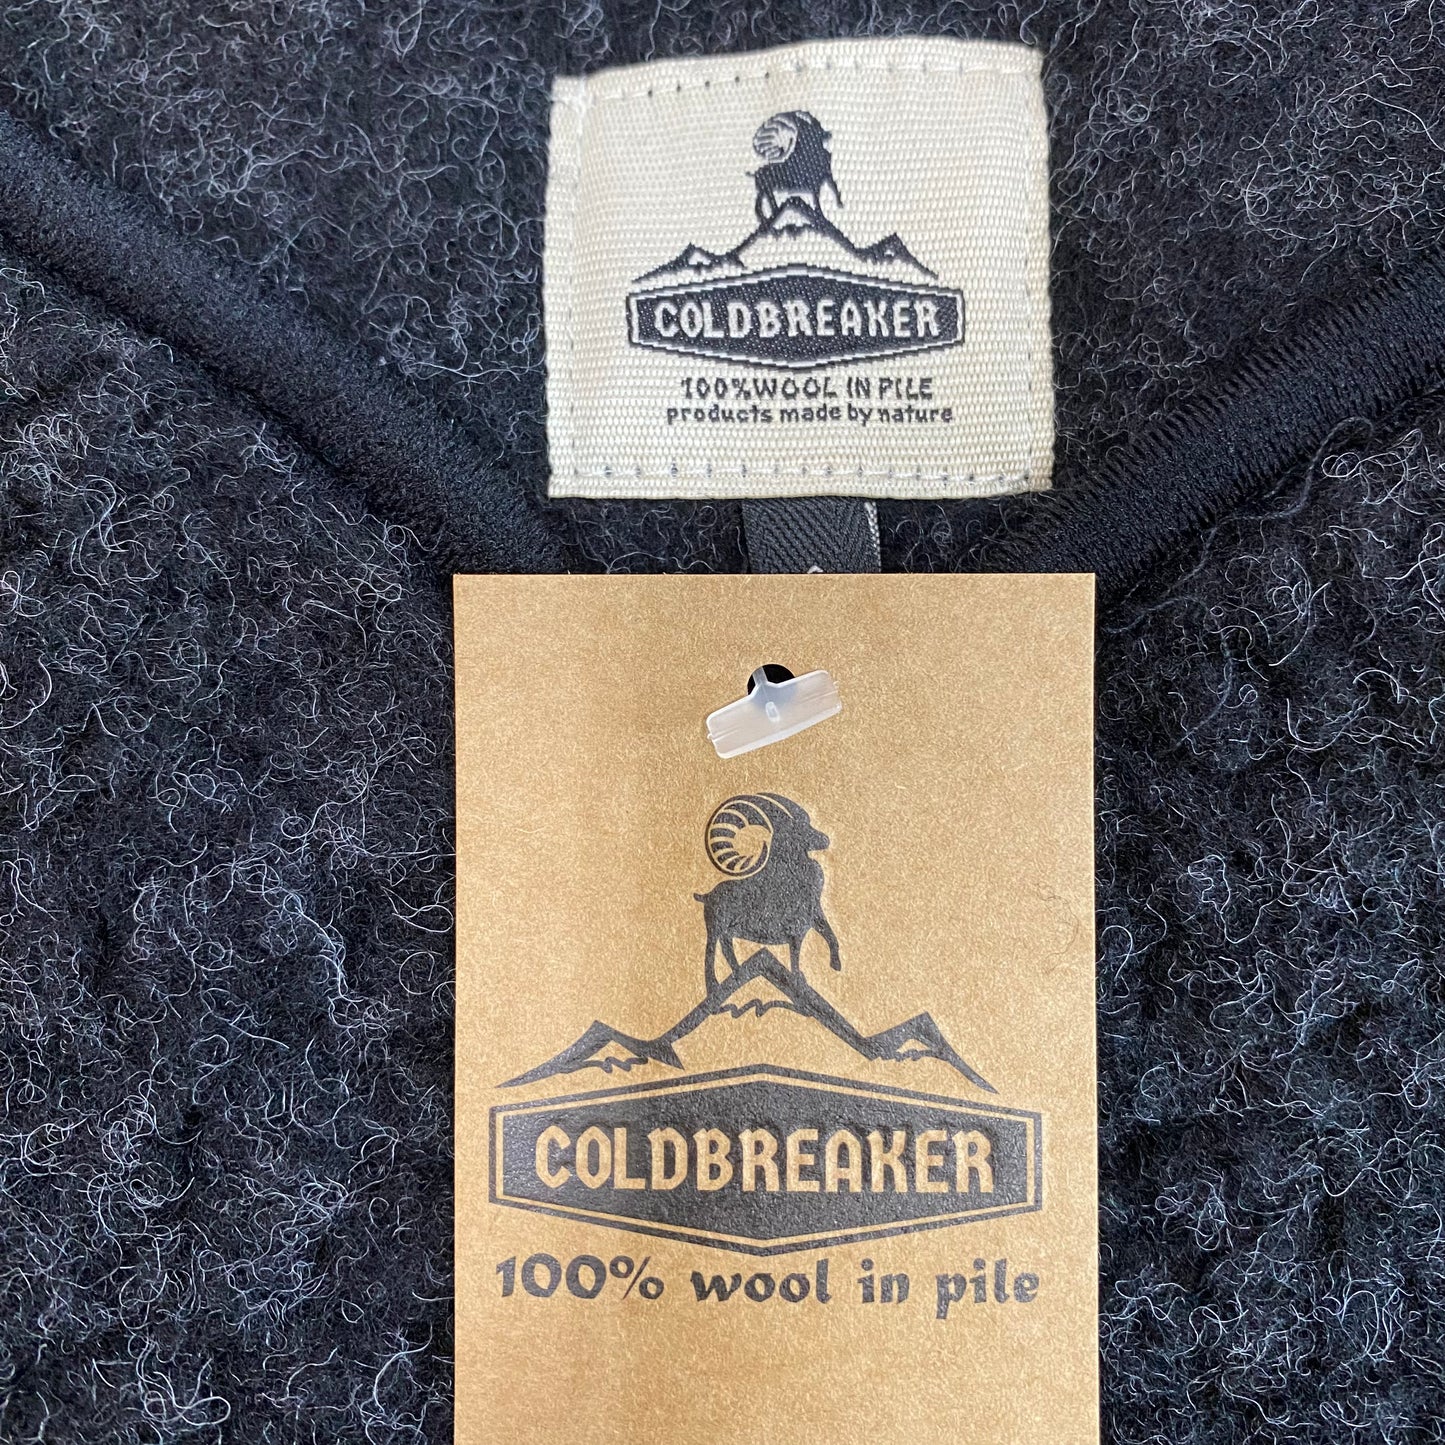 COLDBREAKER
100%WOOL IN PILE
products made by nature
COLDBREAKER
100% wool in pile